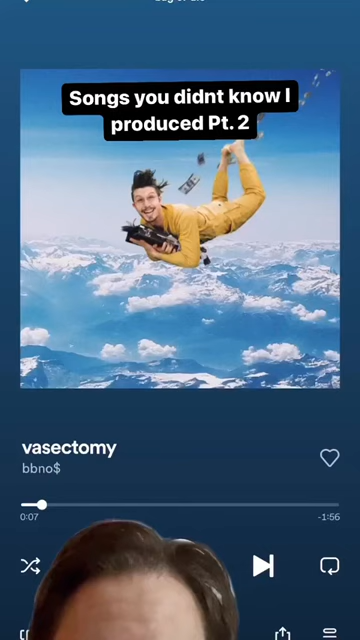 Songs you didnt know I
produced Pt. 2
vasectomy
bbno$
0:07
-1:56